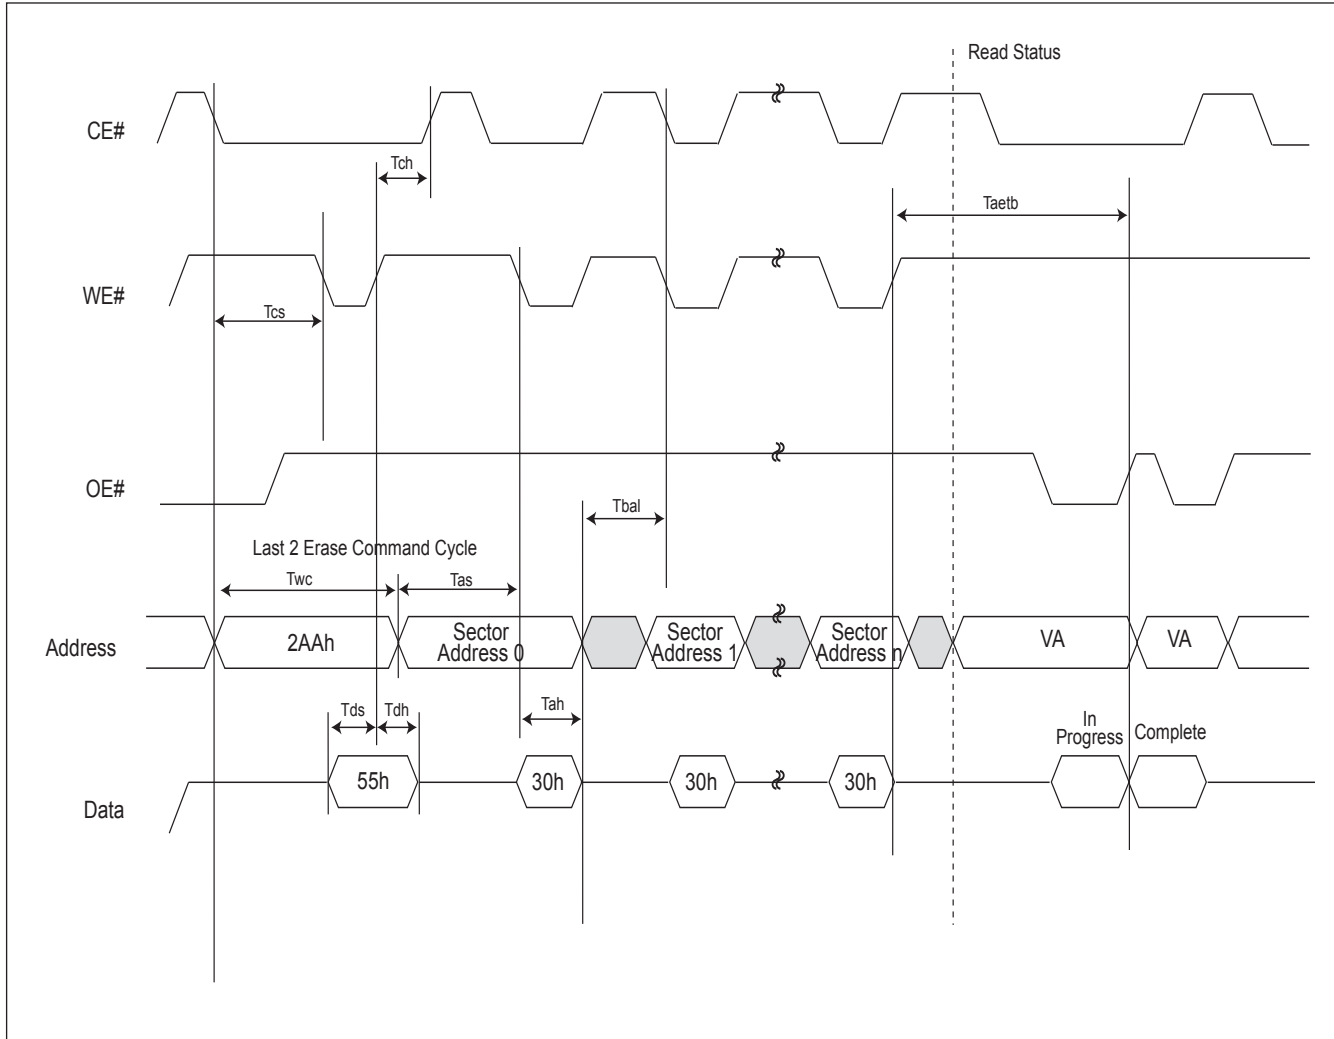 Read Status
CE#
Tch
Taetb
WE#
Tcs
OE#
Tbal
Last 2 Erase Command Cycle
Twc
Tas
Address
2AAh
Sector
Address 0
Sector
Address 1
Sector
Address n
VA
VA
Tds
Tdh
Tah
In
Progress
Complete
Data
55h
30h
30h
30h